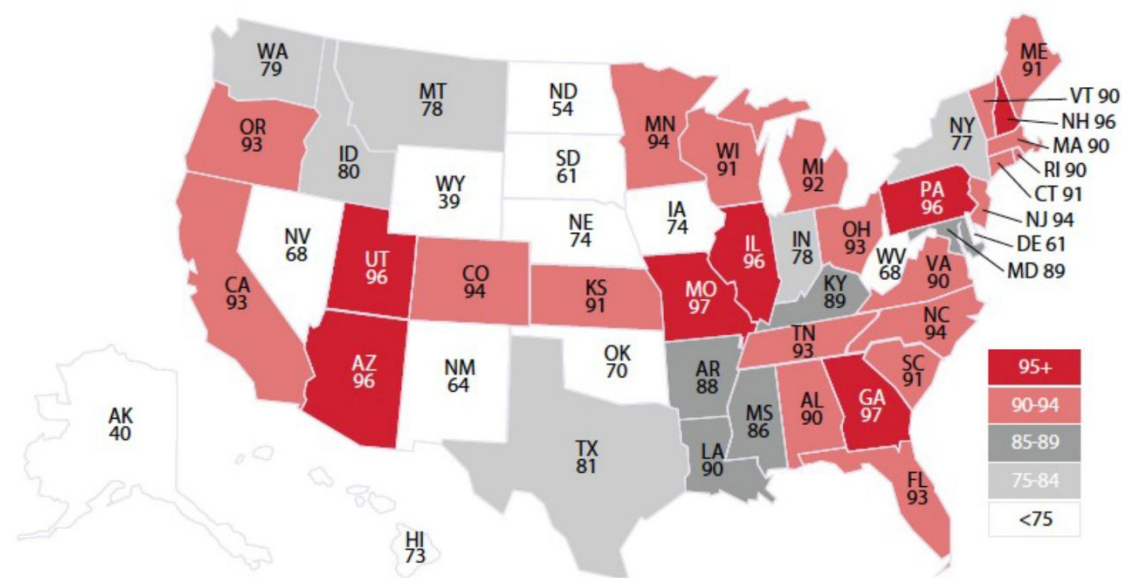 WA
79
MT
78
ND
54
MN
94
ME
91
VT 90
NH 96
MA 90
RI 90
CT 91
NJ 94
DE 61
MD 89
OR
93
ID
80
WY
39
SD
61
WI
91
MI
92
NY
77
PA
96
NV
68
UT
96
CO
94
NE
74
IA
74
IL
96
IN
78
OH
93
WV
68
VA
90
CA
93
KS
91
MO
97
KY
89
NC
94
TN
93
SC
91
AZ
96
NM
64
OK
70
AR
88
MS
86
AL
90
GA
97
TX
81
LA
90
FL
93
AK
40
HI
73
95+
90-94
85-89
75-84
<75